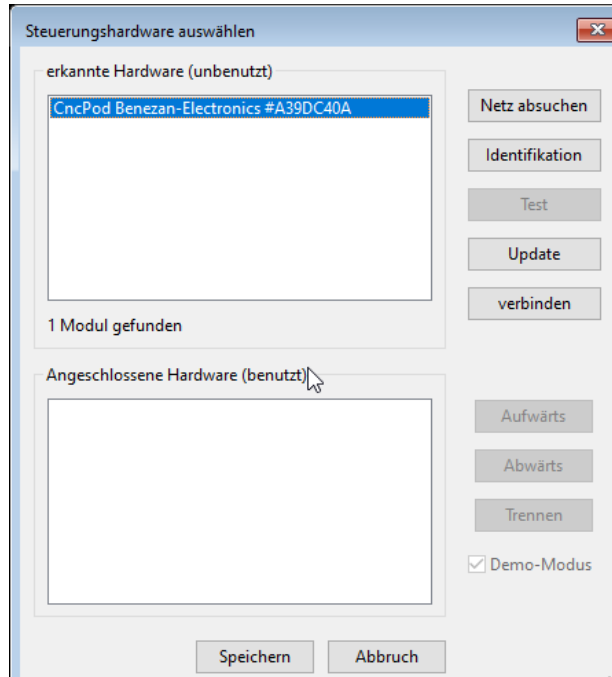 Steuerungshardware auswählen
erkannte Hardware (unbenutzt)
CncPod Benezan-Electronics #A39DC40A
Netz absuchen
Identifikation
Test
Update
verbinden
1 Modul gefunden
Angeschlossene Hardware (benutzt)
Aufwärts
Abwärts
Trennen
Demo-Modus
Speichern
Abbruch